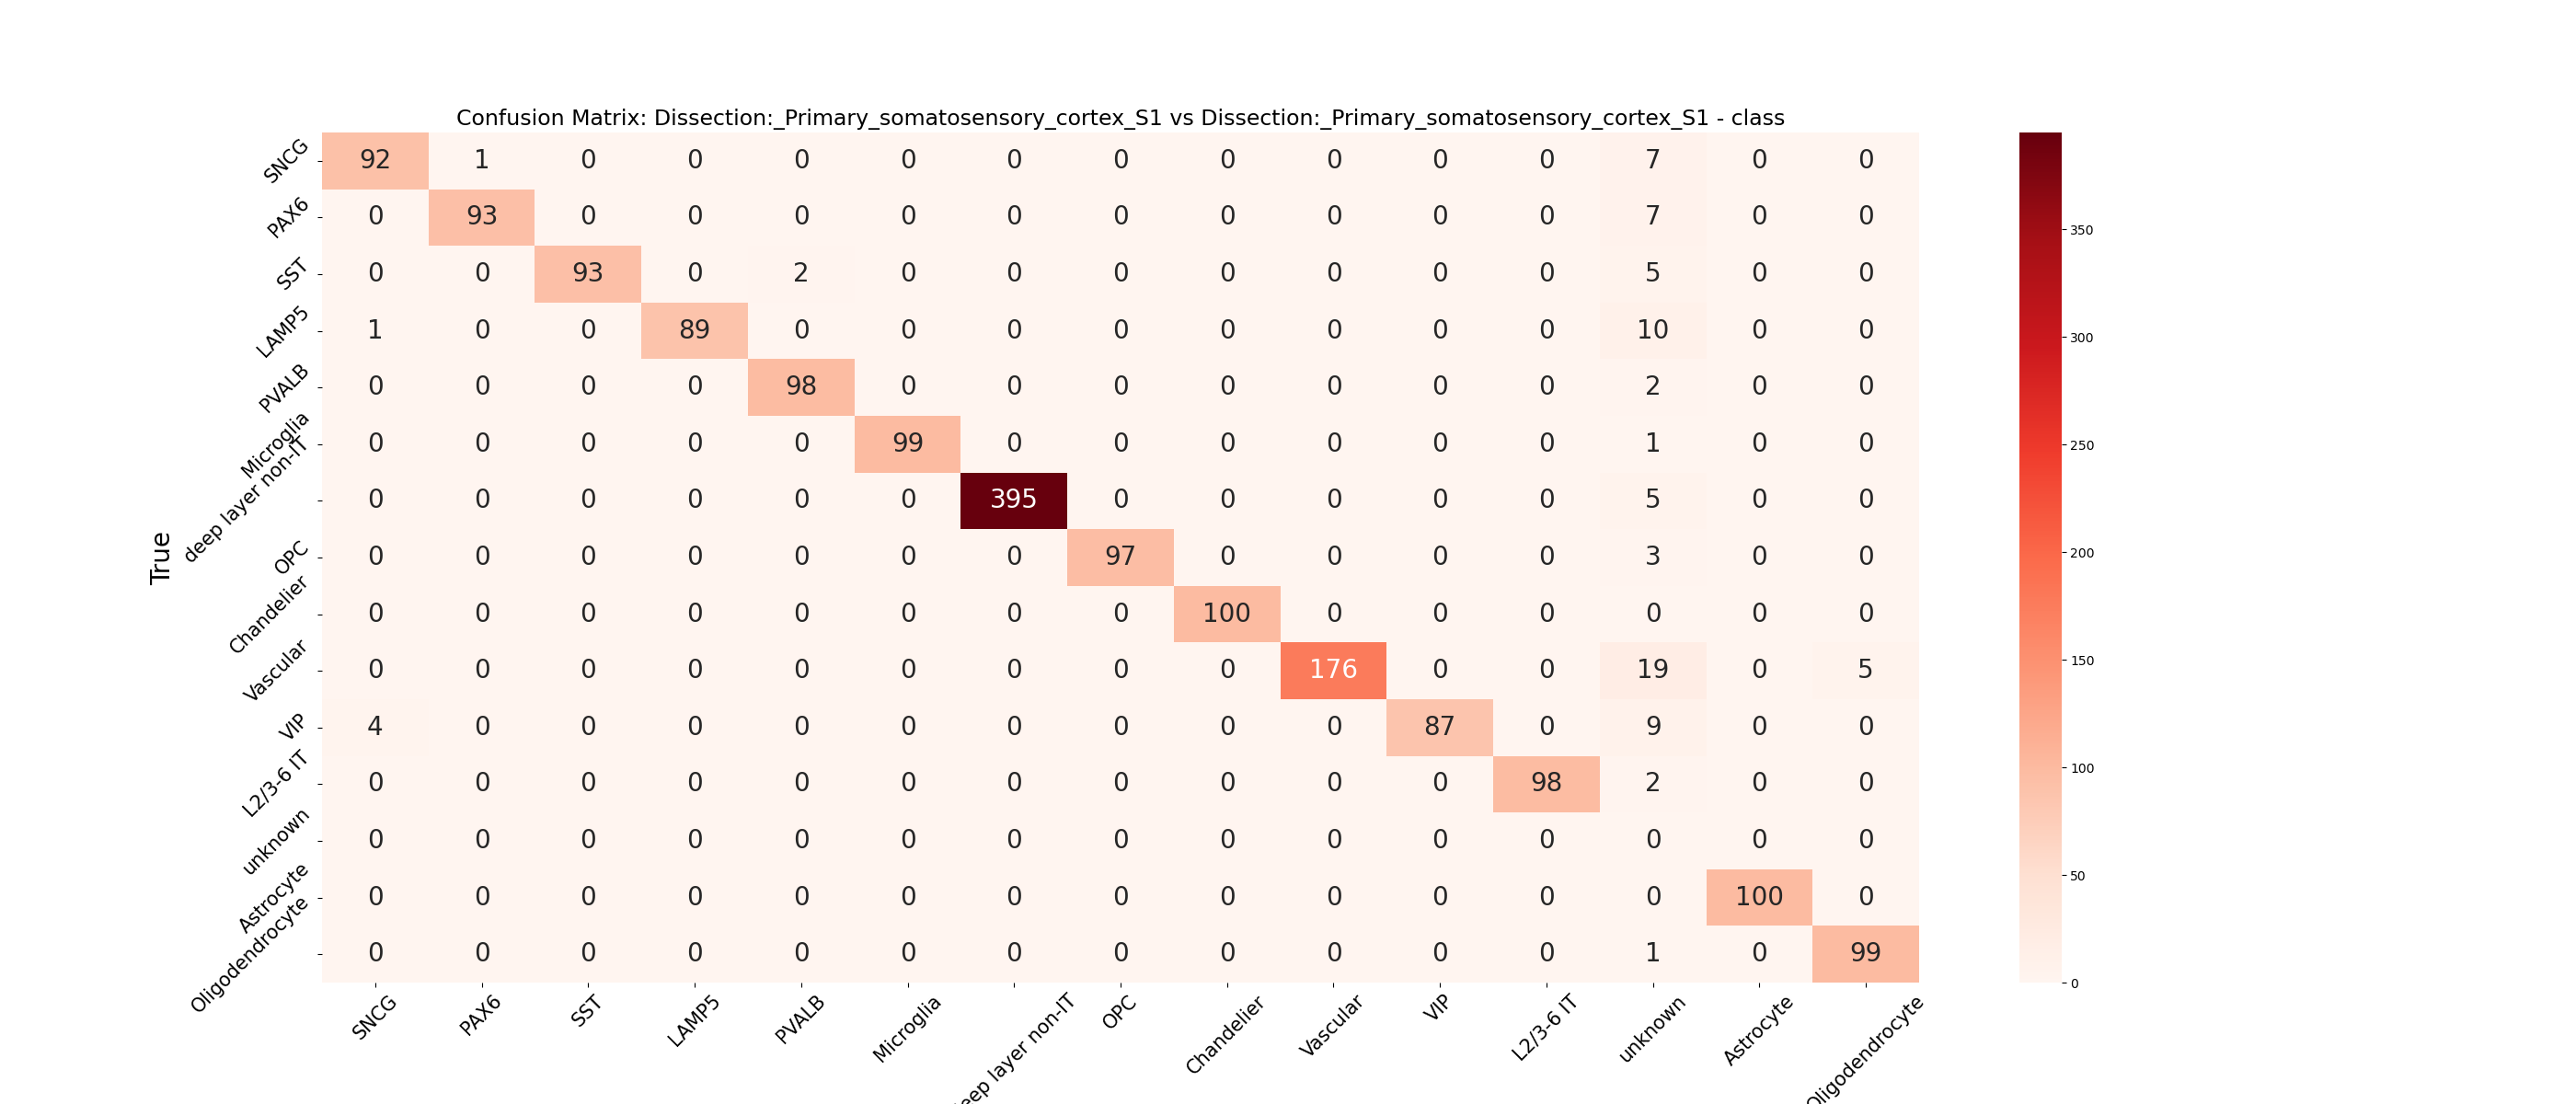 Confusion Matrix: Dissection:_Primary_somatosensory_cortex_S1 vs Dissection:_Primary_somatosensory_cortex_S1 - class
SNCG 92 1 0 0 0 0 0 0 0 0 0 0 7 0 0
PAX6 0 93 0 0 0 0 0 0 0 0 0 0 7 0 0
SST 0 0 93 0 2 0 0 0 0 0 0 0 5 0 0
LAMP5 1 0 0 89 0 0 0 0 0 0 0 0 10 0 0
PVALB 0 0 0 0 98 0 0 0 0 0 0 0 2 0 0
Microglia 0 0 0 0 0 99 0 0 0 0 0 0 1 0 0
deep layer non-IT 0 0 0 0 0 0 395 0 0 0 0 0 5 0 0
OPC 0 0 0 0 0 0 0 97 0 0 0 0 3 0 0
Chandelier 0 0 0 0 0 0 0 0 100 0 0 0 0 0 0
Vascular 0 0 0 0 0 0 0 0 0 176 0 0 19 0 5
VIP 4 0 0 0 0 0 0 0 0 0 87 0 9 0 0
L2/3-6 IT 0 0 0 0 0 0 0 0 0 0 0 98 2 0 0
unknown 0 0 0 0 0 0 0 0 0 0 0 0 0 0 0
Astrocyte 0 0 0 0 0 0 0 0 0 0 0 0 0 100 0
Oligodendrocyte 0 0 0 0 0 0 0 0 0 0 0 0 1 0 99
True
SNCG PAX6 SST LAMP5 PVALB Microglia eep layer non-IT OPC Chandelier Vascular VIP L2/3-6 IT unknown Astrocyte Oligodendrocyte
350
300
250
200
150
100
50
0